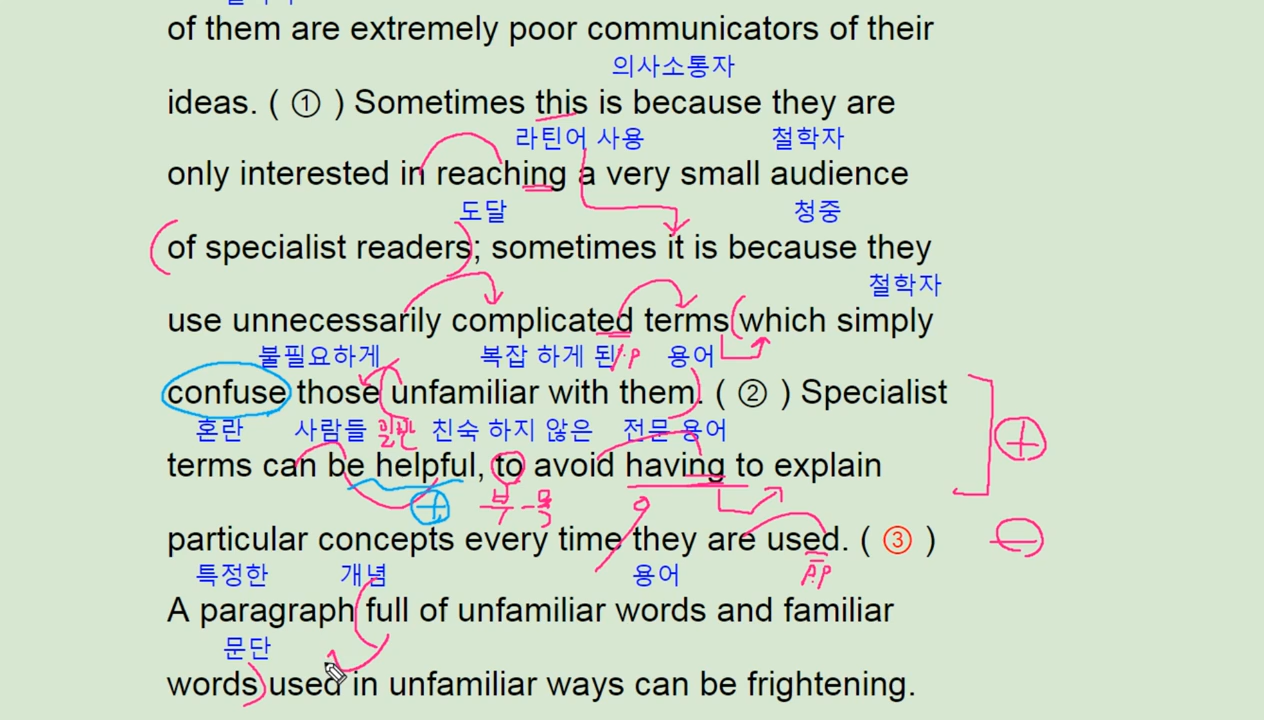 of them are extremely poor communicators of their
의사소통자
ideas. ( ① ) Sometimes this is because they are
라틴어 사용 철학자
only interested in reaching a very small audience
도달 청중
of specialist readers; sometimes it is because they
철학자
use unnecessarily complicated terms which simply
불필요하게 복잡 하게 된 p.p 용어
confuse those unfamiliar with them. ( ② ) Specialist
혼란 사람들 친숙 하지 않은 전문 용어
terms can be helpful, to avoid having to explain
부-목
particular concepts every time they are used. ( ③ )
특정한 개념 용어 p.p
A paragraph full of unfamiliar words and familiar
문단
words used in unfamiliar ways can be frightening.